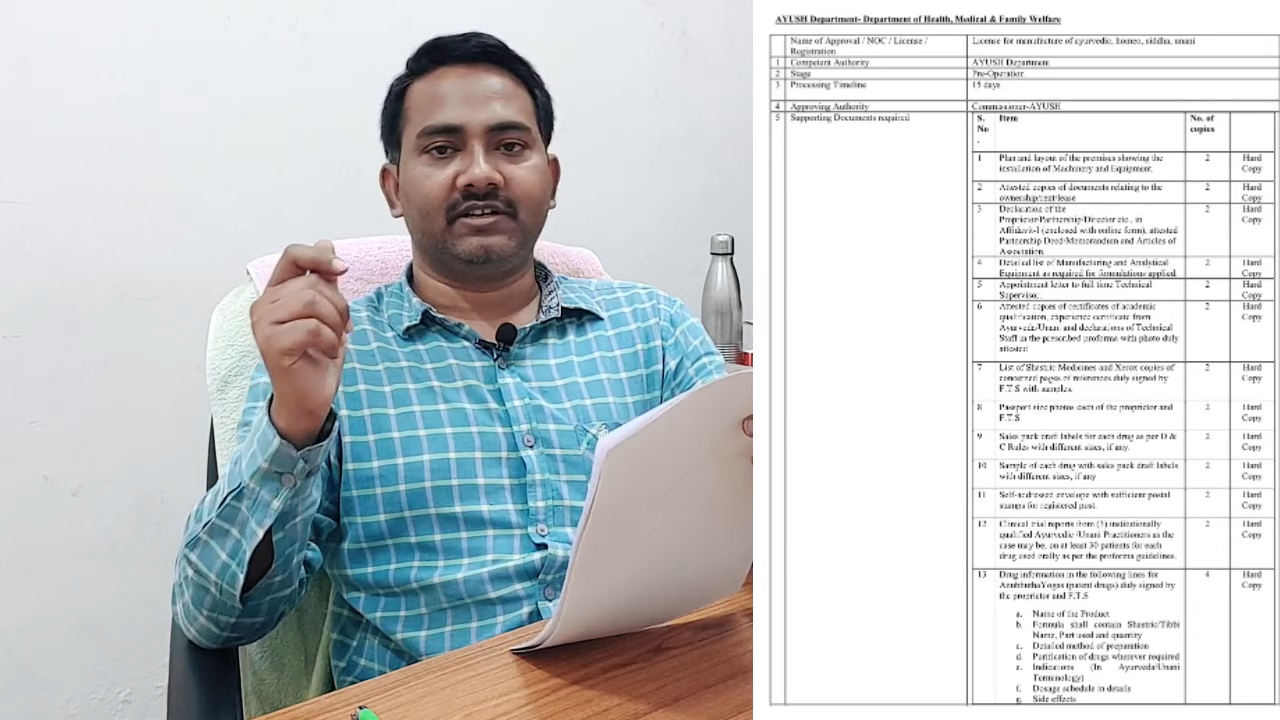 AYUSH Department- Department of Health, Medical & Family Welfare
Name of Approval / NOC / License /
Registration
License for manufacture of ayurvedic, homeo, siddha, unani
1 Competent Authority AYUSH Department
2 Stage Pre-Operation
3 Processing Timeline 15 days
4 Approving Authority Commissioner-AYUSH
5 Supporting Documents required
S. No . Item No. of copies
1 Plan and layout of the premises showing the 2 Hard
installation of Machinery and Equipment. Copy
2 Attested copies of documents relating to the 2 Hard
ownership/rent/lease Copy
3 Declaration of the 2 Hard
Proprietor/Partnership/Director etc., in Copy
Affidavit-I (enclosed with online form), attested
Partnership Deed/Memorandum and Articles of
Association.
4 Detailed list of Manufacturing and Analytical 2 Hard
Equipment as required for formulations applied. Copy
5 Appointment letter to full time Technical 2 Hard
Supervisor. Copy
6 Attested copies of certificates of academic 2 Hard
qualification, experience certificate from Copy
Ayurveda/Unani and declarations of Technical
Staff in the prescribed proforma with photo duly
attested
7 List of Shastric Medicines and Xerox copies of 2 Hard
concerned pages of references duly signed by Copy
F.T.S with samples.
8 Passport size photos each of the proprietor and 2 Hard
F.T.S Copy
9 Sales pack draft labels for each drug as per D & 2 Hard
C Rules with different sizes, if any. Copy
10 Sample of each drug with sales pack draft labels 2 Hard
with different sizes, if any Copy
11 Self-addressed envelope with sufficient postal 2 Hard
stamps for registered post. Copy
12 Clinical trial reports from (3) institutionally 2 Hard
qualified Ayurvedic /Unani Practitioners as the Copy
case may be, on at least 30 patients for each
drug used orally as per the proforma guidelines.
13 Drug information in the following lines for 4 Hard
AnubhuthaYogas (patent drugs) duly signed by Copy
the proprietor and F.T.S
a. Name of the Product
b. Formula shall contain Shastric/Tibbi
Name, Part used and quantity
c. Detailed method of preparation
d. Purification of drugs wherever required
e. Indications (In Ayurveda/Unani
Terminology)
f. Dosage schedule in details
g. Side effects